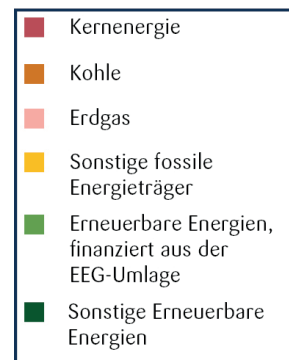 Kernenergie
Kohle
Erdgas
Sonstige fossile
Energieträger
Erneuerbare Energien,
finanziert aus der
EEG-Umlage
Sonstige Erneuerbare
Energien